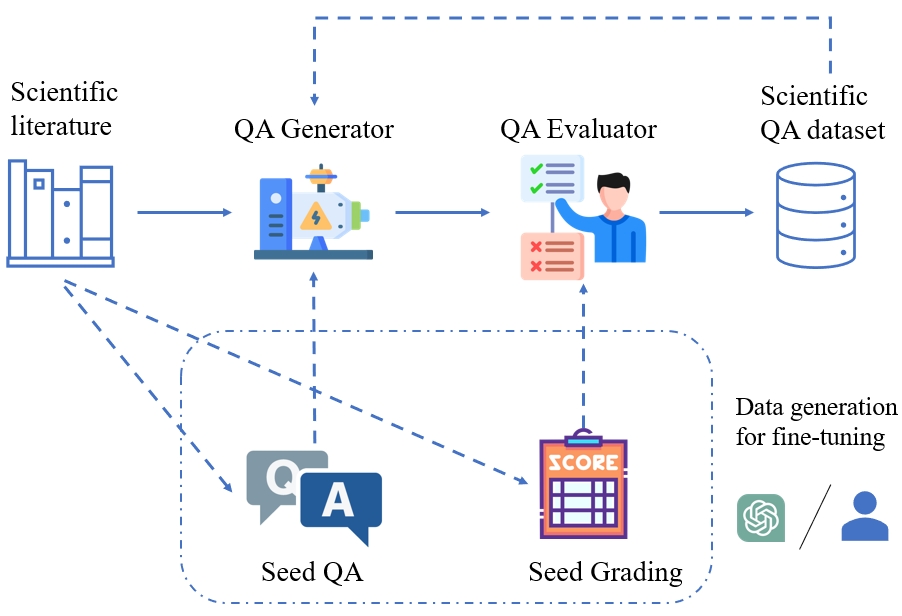 Scientific
literature
QA Generator
QA Evaluator
Scientific
QA dataset
Q
A
SCORE
Seed QA
Seed Grading
Data generation
for fine-tuning